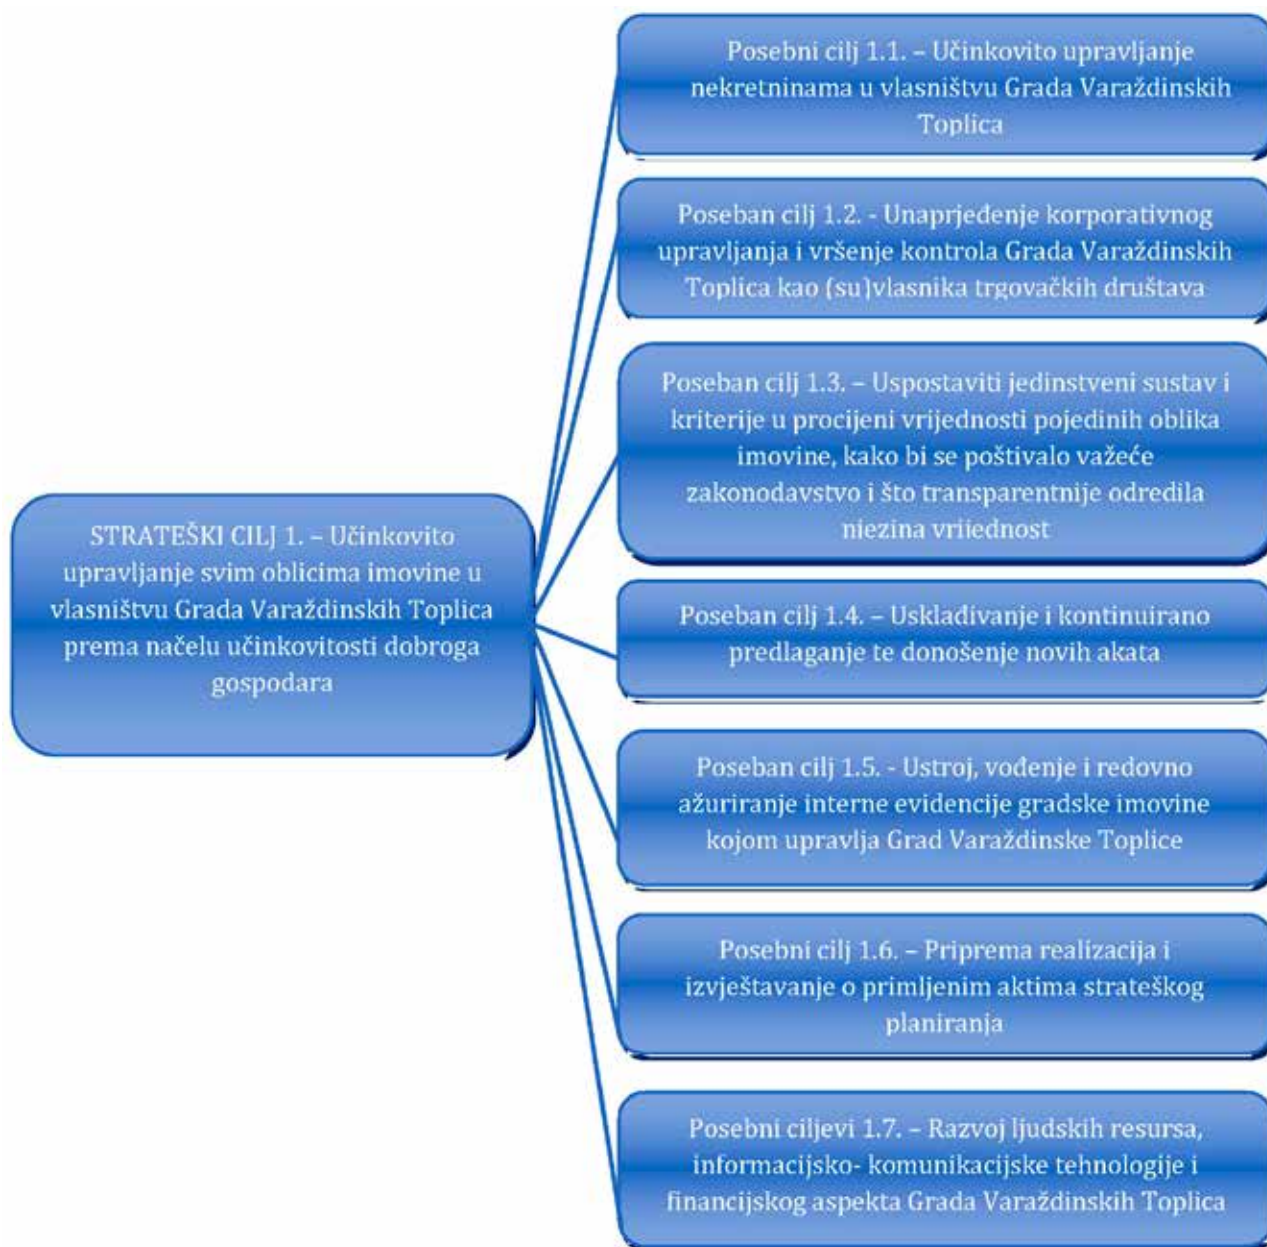 STRATEŠKI CILJ 1. – Učinkovito
upravljanje svim oblicima imovine u
vlasništvu Grada Varaždinskih Toplica
prema načelu učinkovitosti dobroga
gospodara
Posebni cilj 1.1. – Učinkovito upravljanje
nekretninama u vlasništvu Grada Varaždinskih
Toplica
Poseban cilj 1.2. - Unaprjeđenje korporativnog
upravljanja i vršenje kontrola Grada Varaždinskih
Toplica kao (su)vlasnika trgovačkih društava
Poseban cilj 1.3. – Uspostaviti jedinstveni sustav i
kriterije u procijeni vrijednosti pojedinih oblika
imovine, kako bi se poštivalo važeće
zakonodavstvo i što transparentnije odredila
njezina vrijednost
Poseban cilj 1.4. – Usklađivanje i kontinuirano
predlaganje te donošenje novih akata
Poseban cilj 1.5. - Ustroj, vođenje i redovno
ažuriranje interne evidencije gradske imovine
kojom upravlja Grad Varaždinske Toplice
Posebni cilj 1.6. – Priprema realizacija i
izvještavanje o primljenim aktima strateškog
planiranja
Posebni ciljevi 1.7. – Razvoj ljudskih resursa,
informacijsko- komunikacijske tehnologije i
financijskog aspekta Grada Varaždinskih Toplica